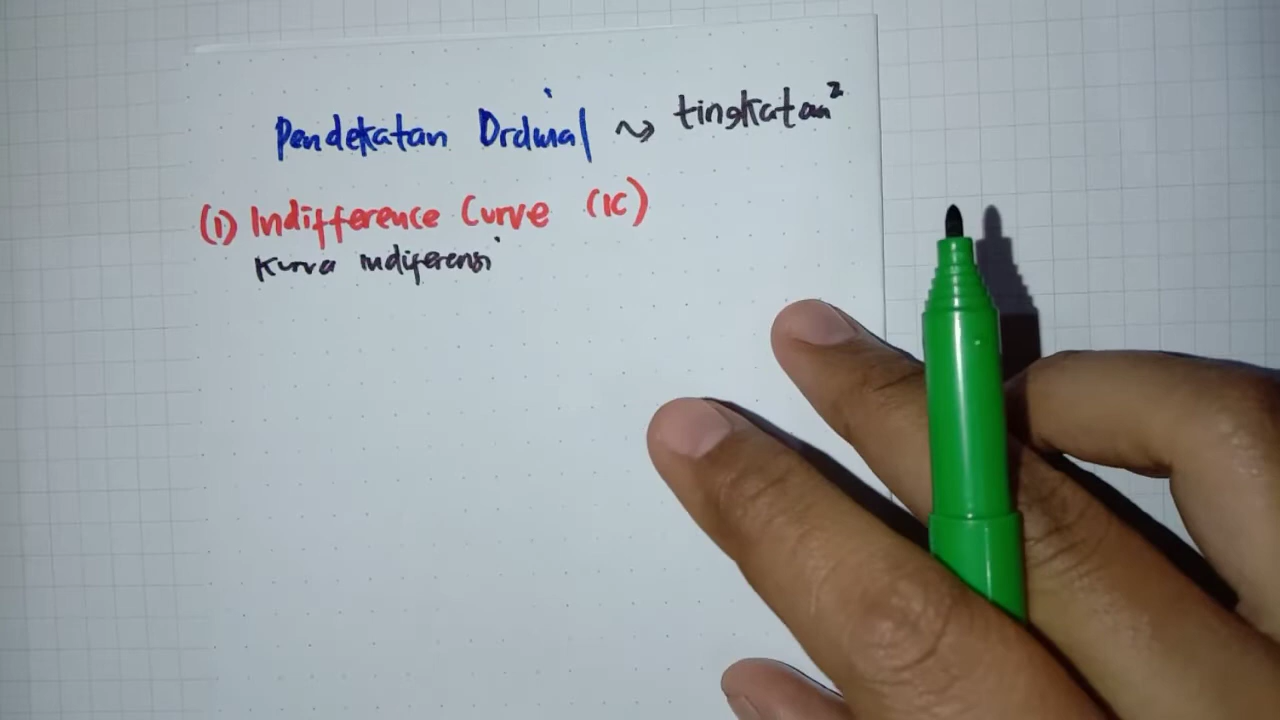 Pendekatan Ordinal ⤳ tingkatan²
(1) Indifference Curve (IC)
Kurva indiferensi